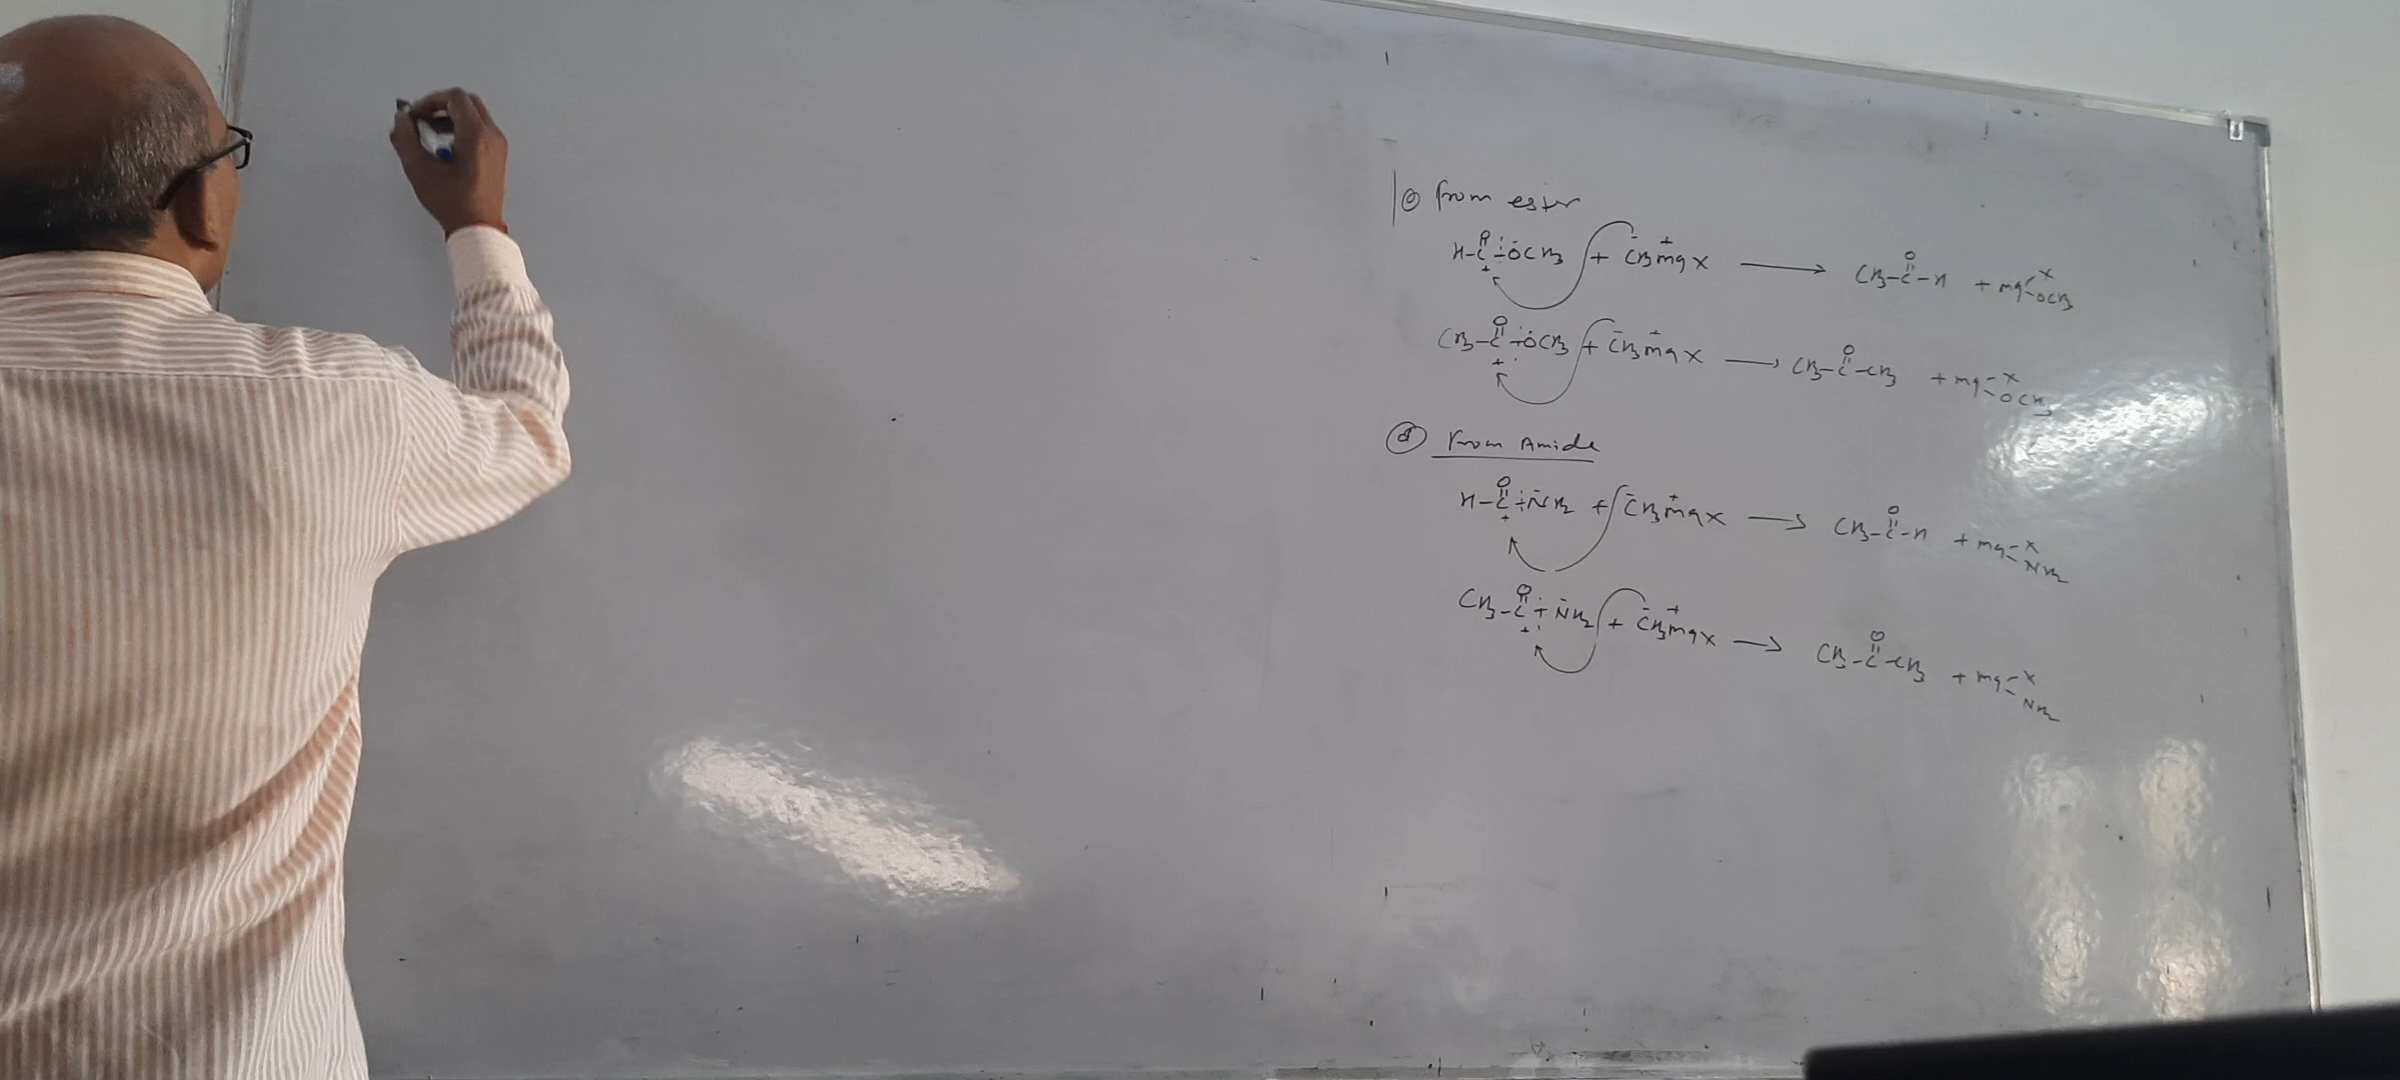 © from ester
H-C(=O)-OCH3 + CH3MgX ⟶ CH3-C(=O)-H + Mg(X)(OCH3)
CH3-C(=O)-OCH3 + CH3MgX ⟶ CH3-C(=O)-CH3 + Mg(X)(OCH3)
ⓓ From Amide
H-C(=O)-NH2 + CH3MgX ⟶ CH3-C(=O)-H + Mg(X)(NH2)
CH3-C(=O)-NH2 + CH3MgX ⟶ CH3-C(=O)-CH3 + Mg(X)(NH2)